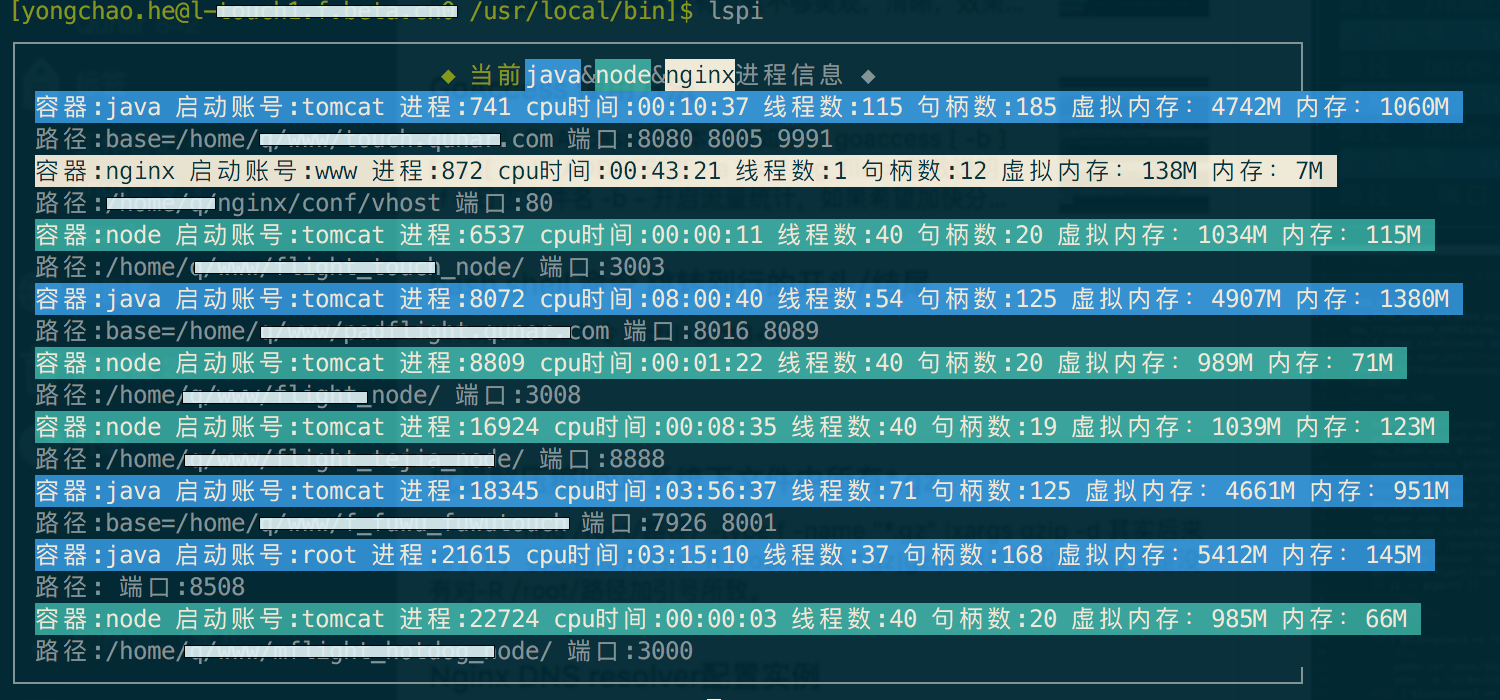 [yongchao.he@l- /usr/local/bin]$ lspi
◆ 当前java&node&nginx进程信息 ◆
容器:java 启动账号:tomcat 进程:741 cpu时间:00:10:37 线程数:115 句柄数:185 虚拟内存: 4742M 内存: 1060M
路径:base=/home/ .com 端口:8080 8005 9991
容器:nginx 启动账号:www 进程:872 cpu时间:00:43:21 线程数:1 句柄数:12 虚拟内存: 138M 内存: 7M
路径: nginx/conf/vhost 端口:80
容器:node 启动账号:tomcat 进程:6537 cpu时间:00:00:11 线程数:40 句柄数:20 虚拟内存: 1034M 内存: 115M
路径:/home/ _node/ 端口:3003
容器:java 启动账号:tomcat 进程:8072 cpu时间:08:00:40 线程数:54 句柄数:125 虚拟内存: 4907M 内存: 1380M
路径:base=/home/ com 端口:8016 8089
容器:node 启动账号:tomcat 进程:8809 cpu时间:00:01:22 线程数:40 句柄数:20 虚拟内存: 989M 内存: 71M
路径:/home/ _node/ 端口:3008
容器:node 启动账号:tomcat 进程:16924 cpu时间:00:08:35 线程数:40 句柄数:19 虚拟内存: 1039M 内存: 123M
路径:/home/ e/ 端口:8888
容器:java 启动账号:tomcat 进程:18345 cpu时间:03:56:37 线程数:71 句柄数:125 虚拟内存: 4661M 内存: 951M
路径:base=/home/ 端口:7926 8001
容器:java 启动账号:root 进程:21615 cpu时间:03:15:10 线程数:37 句柄数:168 虚拟内存: 5412M 内存: 145M
路径: 端口:8508
容器:node 启动账号:tomcat 进程:22724 cpu时间:00:00:03 线程数:40 句柄数:20 虚拟内存: 985M 内存: 66M
路径:/home/ node/ 端口:3000
Nginx DNS resolver配置实例